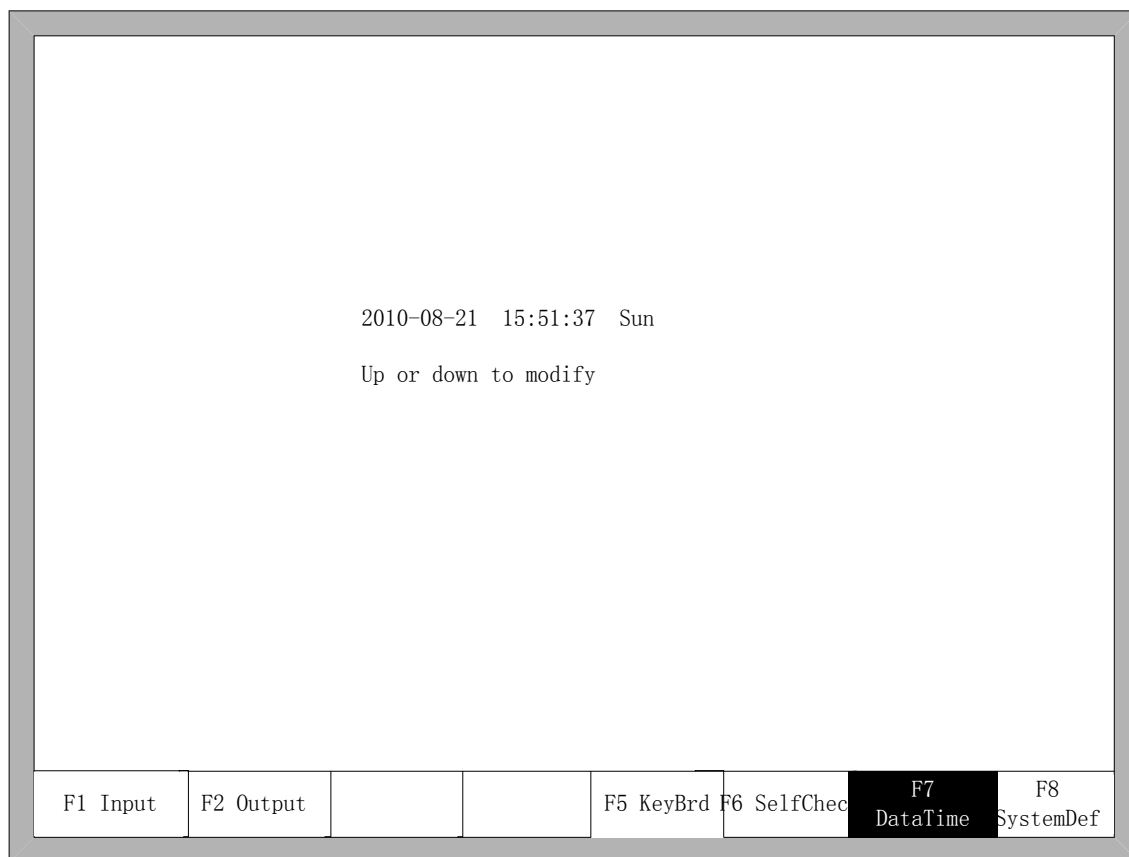 2010-08-21 15:51:37 Sun
Up or down to modify
F1 Input F2 Output F5 KeyBrd F6 SelfChec F7 DataTime F8 SystemDef